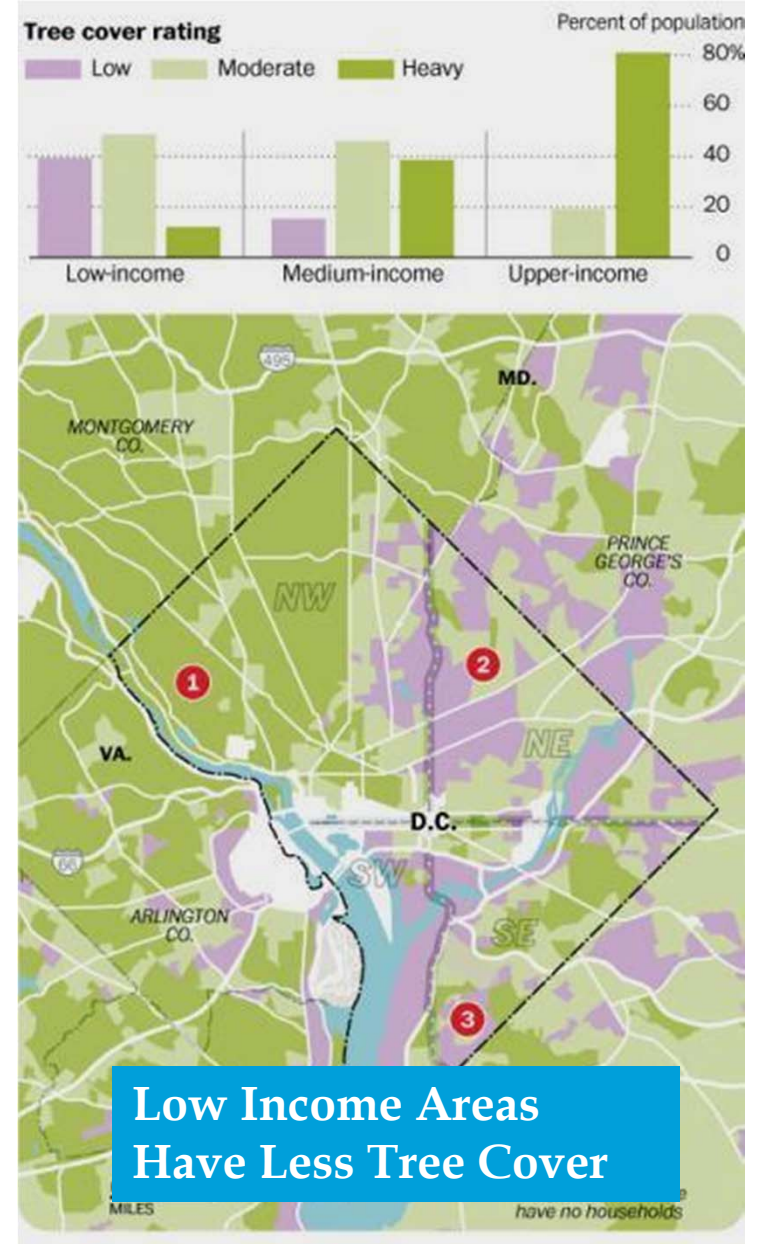 Tree cover rating
Percent of population
Low
Moderate
Heavy
80%
60
40
20
0
Low-income
Medium-income
Upper-income
495
MD.
MONTGOMERY
CO.
PRINCE
GEORGE'S
CO.
NW
1
2
NE
VA.
D.C.
66
SW
ARLINGTON
CO.
SE
3
Low Income Areas
Have Less Tree Cover
MILES
have no households